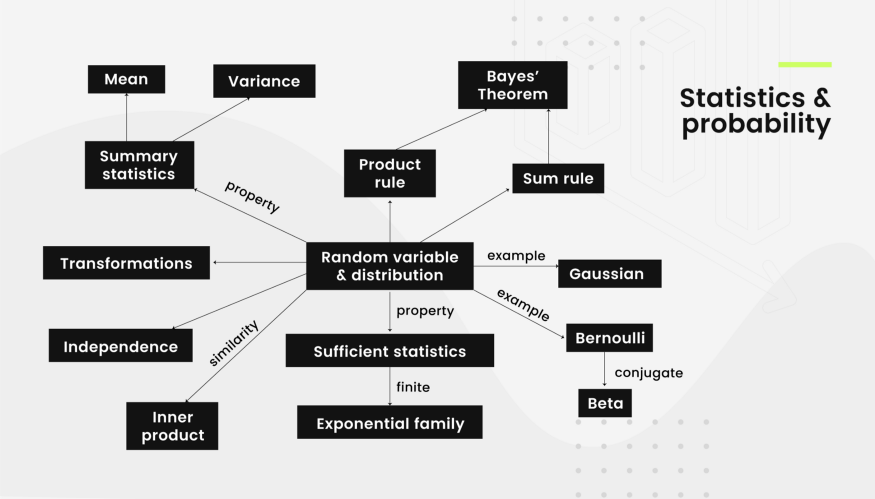 Statistics &
probability
Mean
Variance
Bayes’
Theorem
Summary
statistics
Product
rule
Sum rule
property
Transformations
Random variable
& distribution
example
Gaussian
example
Independence
similarity
property
Bernoulli
Sufficient statistics
conjugate
finite
Beta
Inner
product
Exponential family